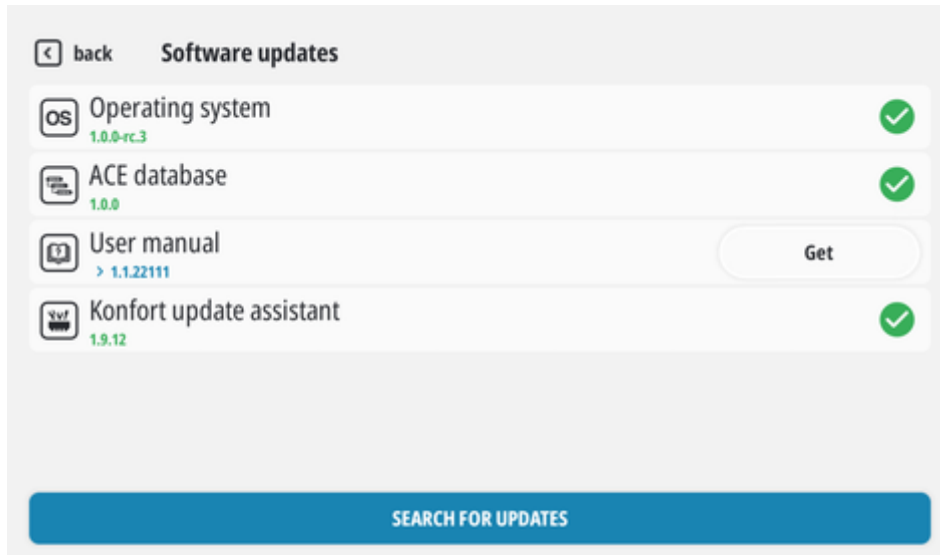 back Software updates
OS Operating system
1.0.0-rc.3
ACE database
1.0.0
User manual
> 1.1.22111
Get
Konfort update assistant
1.9.12
SEARCH FOR UPDATES